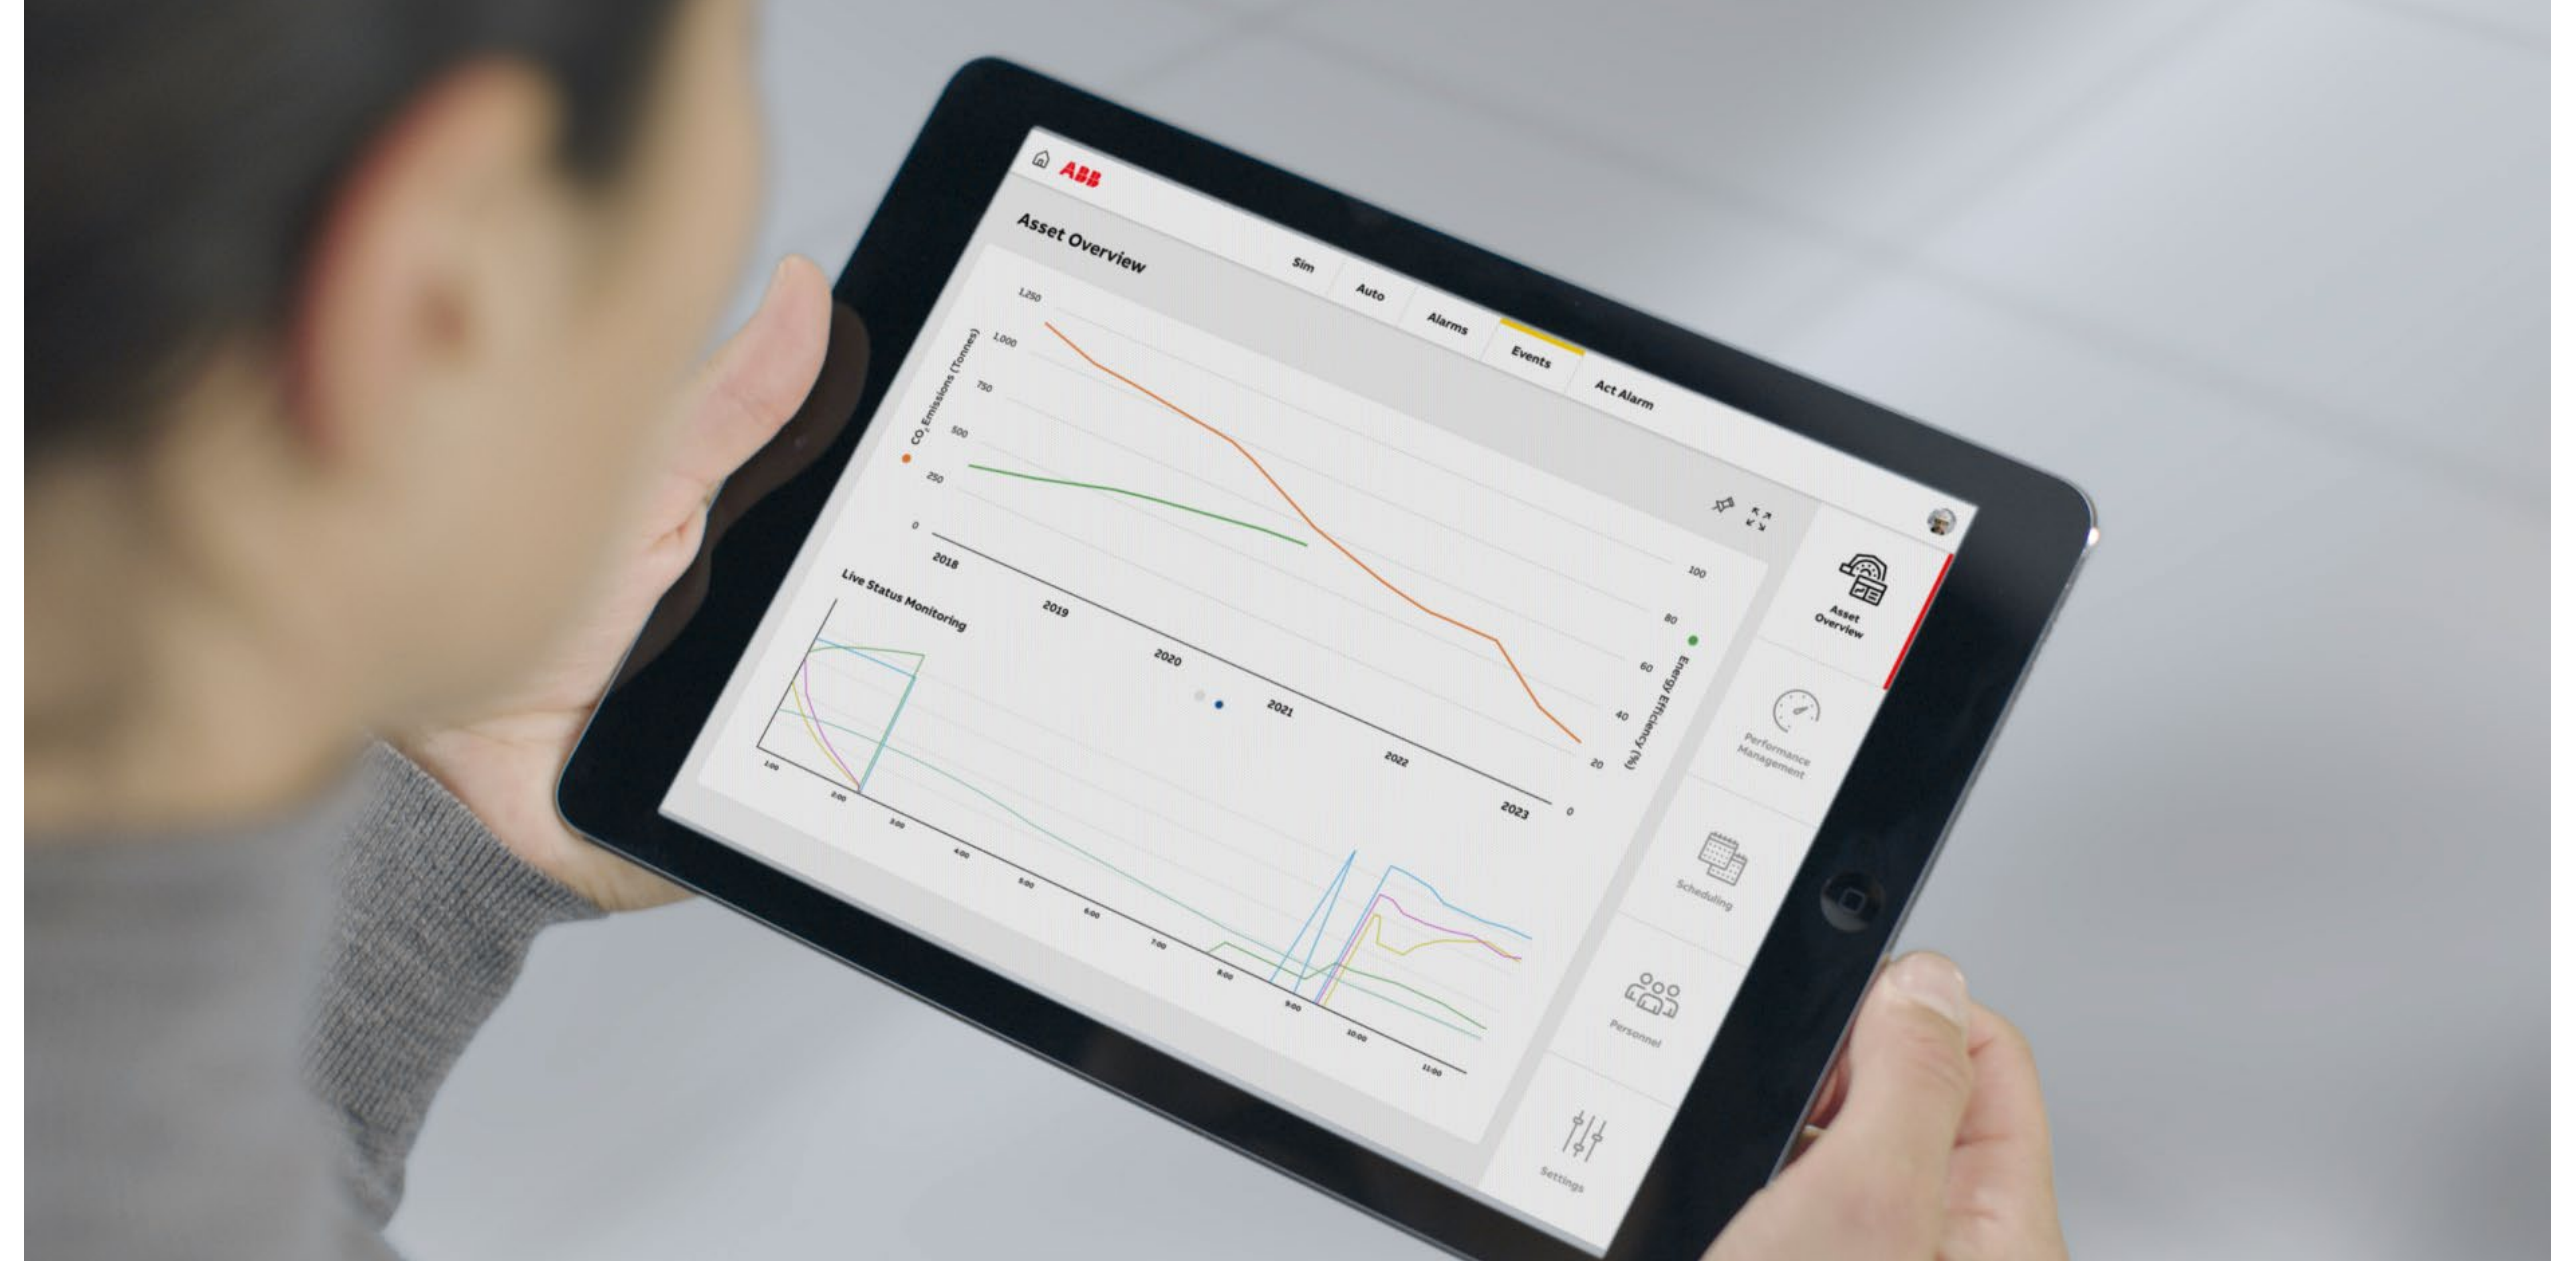 ABB
Asset Overview
Sim
Auto
Alarms
Events
Act Alarm
CO₂ Emissions (Tonnes)
1,250
1,000
750
500
250
0
2018
2019
2020
2021
2022
2023
100
80
60
40
20
0
Energy Efficiency (%)
Live Status Monitoring
1:00
2:00
3:00
4:00
5:00
6:00
7:00
8:00
9:00
10:00
11:00
Asset
Overview
Performance
Management
Scheduling
Personnel
Settings